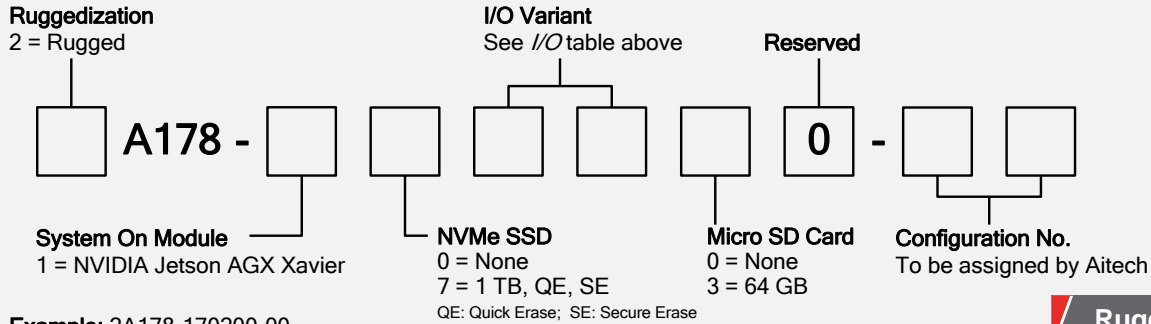 Ruggedization
2 = Rugged
I/O Variant
See I/O table above
Reserved
A178 -
0
-
System On Module
1 = NVIDIA Jetson AGX Xavier
NVMe SSD
0 = None
7 = 1 TB, QE, SE
QE: Quick Erase; SE: Secure Erase
Micro SD Card
0 = None
3 = 64 GB
Configuration No.
To be assigned by Aitech
Example: 2A178-170200-00